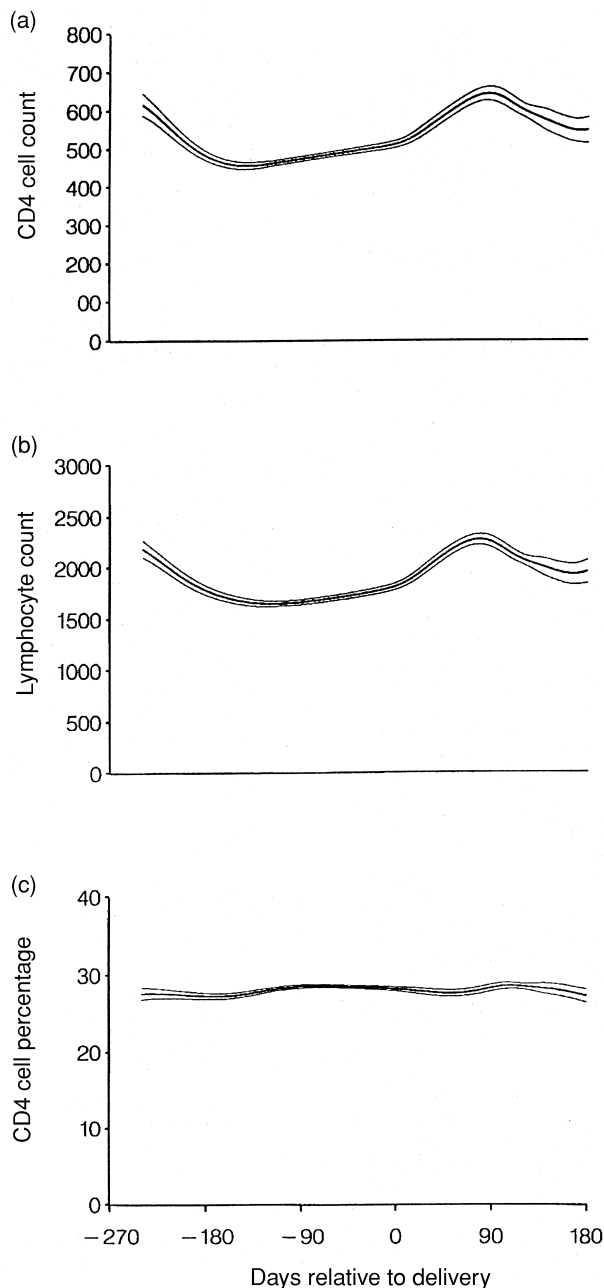 (a)
800
700
600
500
400
300
200
00
0
CD4 cell count
(b)
3000
2500
2000
1500
1000
500
0
Lymphocyte count
(c)
40
30
20
10
0
CD4 cell percentage
−270 −180 −90 0 90 180
Days relative to delivery